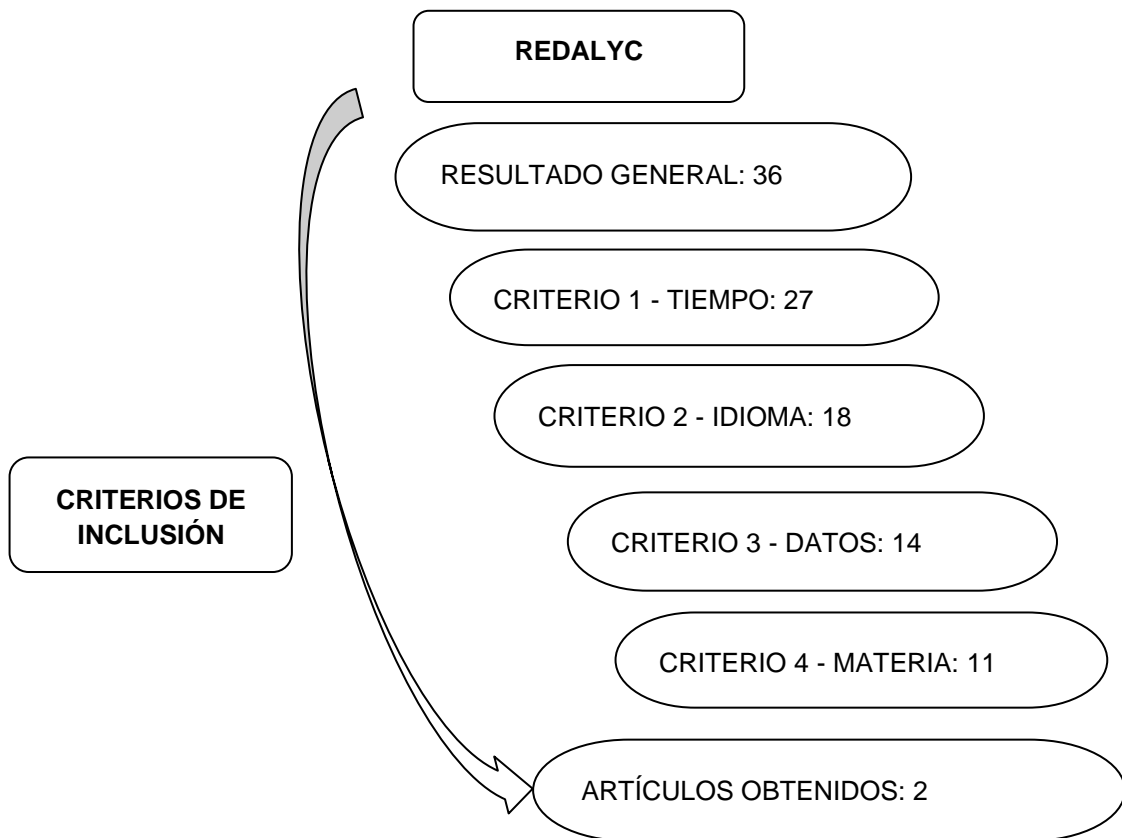 REDALYC
RESULTADO GENERAL: 36
CRITERIO 1 - TIEMPO: 27
CRITERIO 2 - IDIOMA: 18
CRITERIOS DE
INCLUSIÓN
CRITERIO 3 - DATOS: 14
CRITERIO 4 - MATERIA: 11
ARTÍCULOS OBTENIDOS: 2